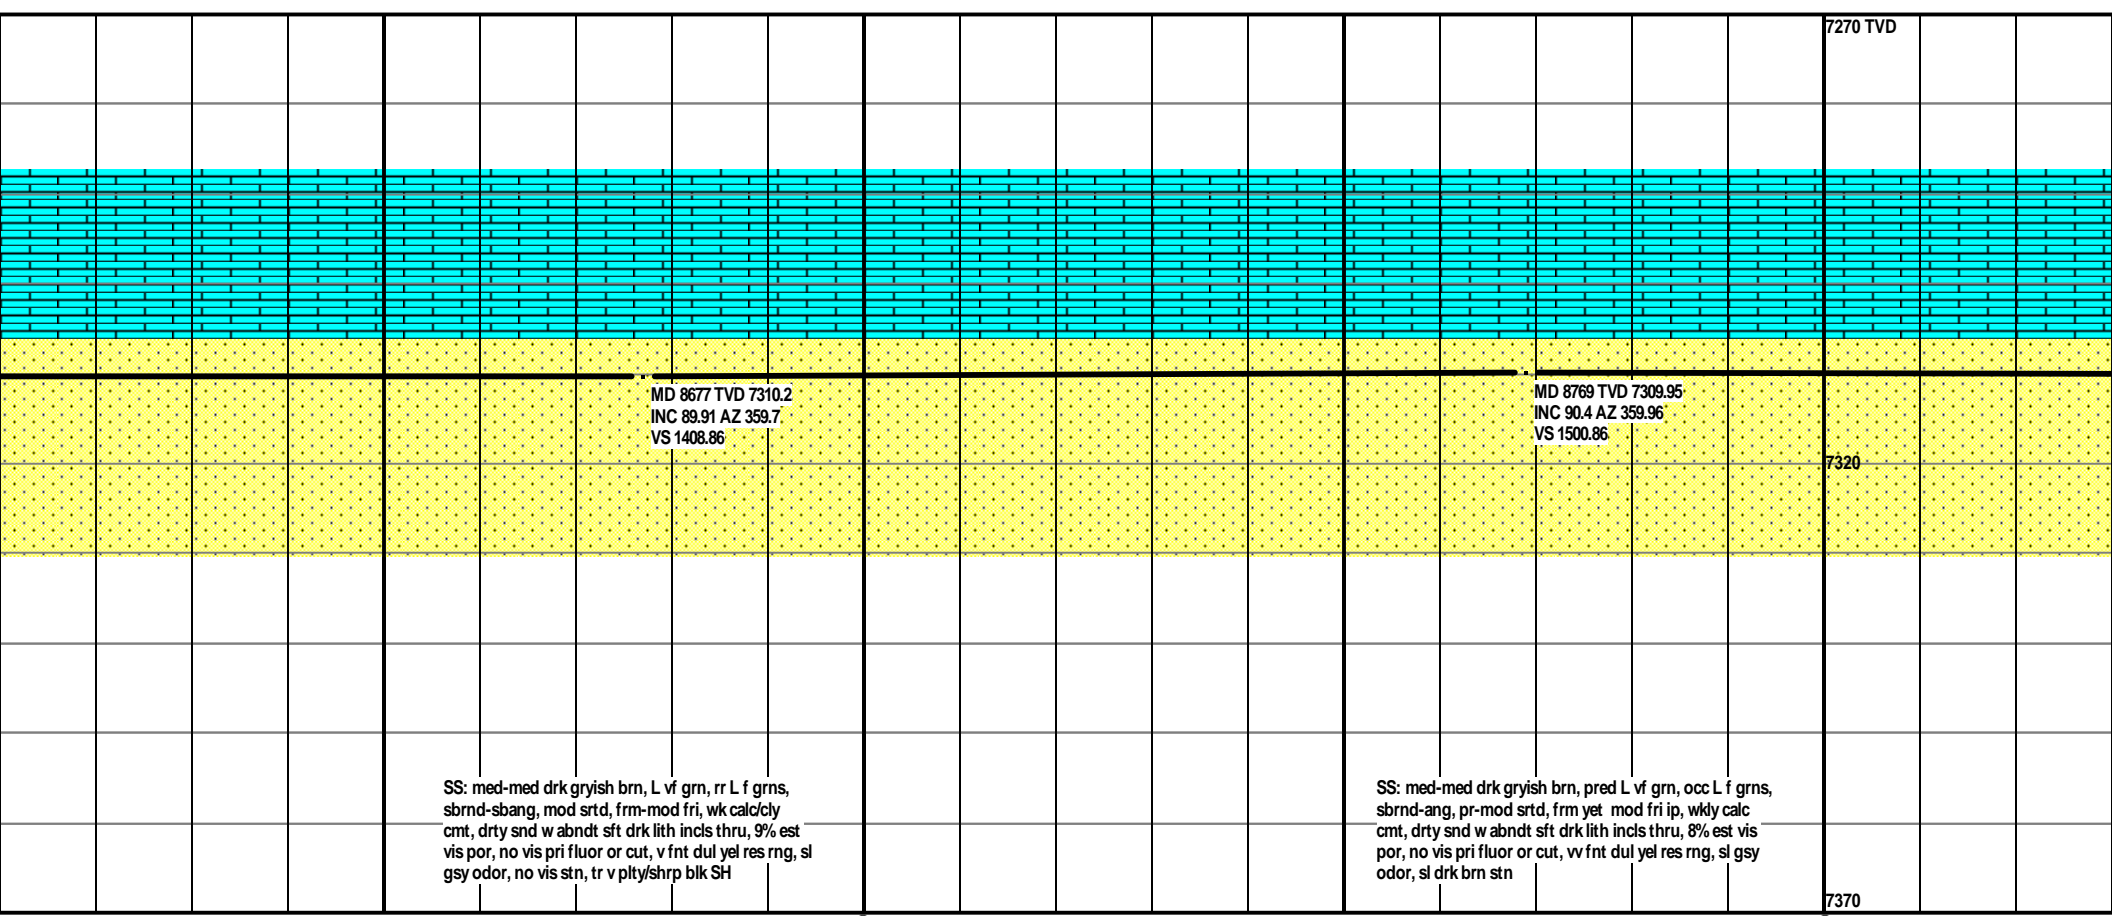 7270 TVD
MD 8677 TVD 7310.2
INC 89.91 AZ 359.7
VS 1408.86
MD 8769 TVD 7309.95
INC 90.4 AZ 359.96
VS 1500.86
7320
SS: med-med drk gryish brn, L vf grn, rr L f grns,
sbrnd-sbang, mod srtd, frm-mod fri, wk calc/cly
cmt, drty snd w abndt sft drk lith incls thru, 9% est
vis por, no vis pri fluor or cut, v fnt dul yel res rng, sl
gsy odor, no vis stn, tr v plty/shrp blk SH
SS: med-med drk gryish brn, pred L vf grn, occ L f grns,
sbrnd-ang, pr-mod srtd, frm yet mod fri ip, wkly calc
cmt, drty snd w abndt sft drk lith incls thru, 8% est vis
por, no vis pri fluor or cut, vv fnt dul yel res rng, sl gsy
odor, sl drk brn stn
7370